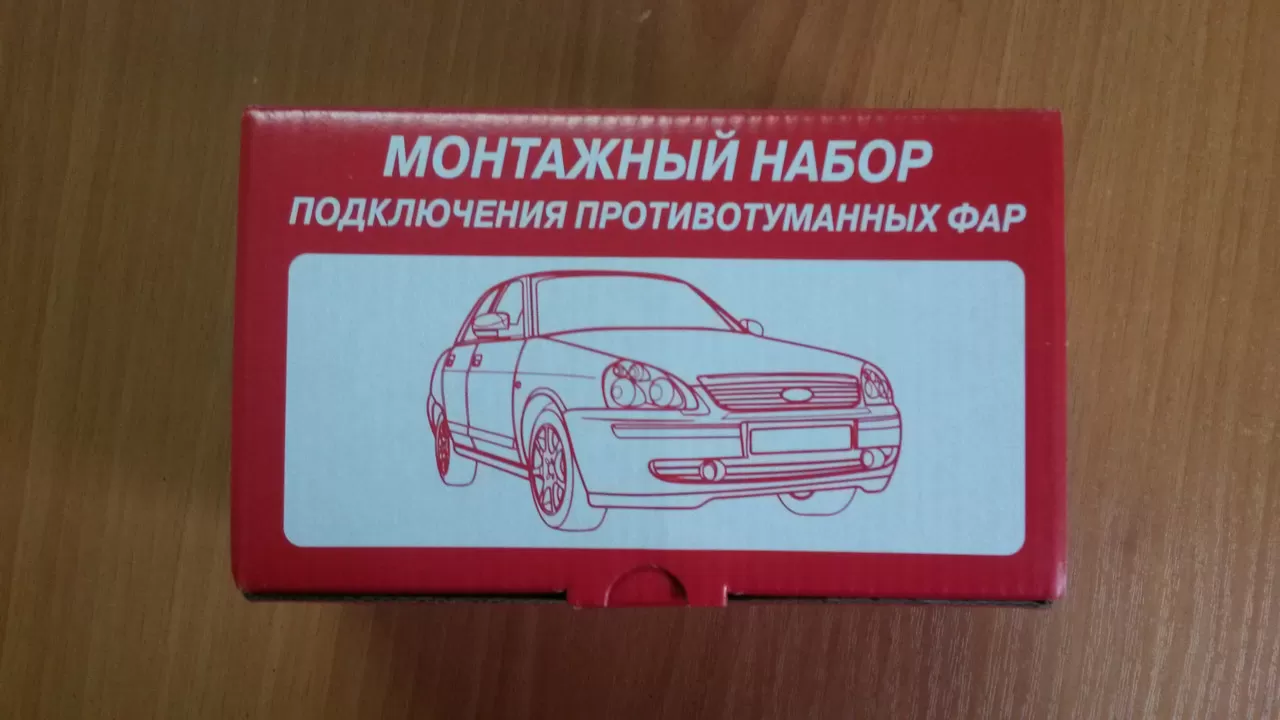 МОНТАЖНЫЙ НАБОР
ПОДКЛЮЧЕНИЯ ПРОТИВОТУМАННЫХ ФАР